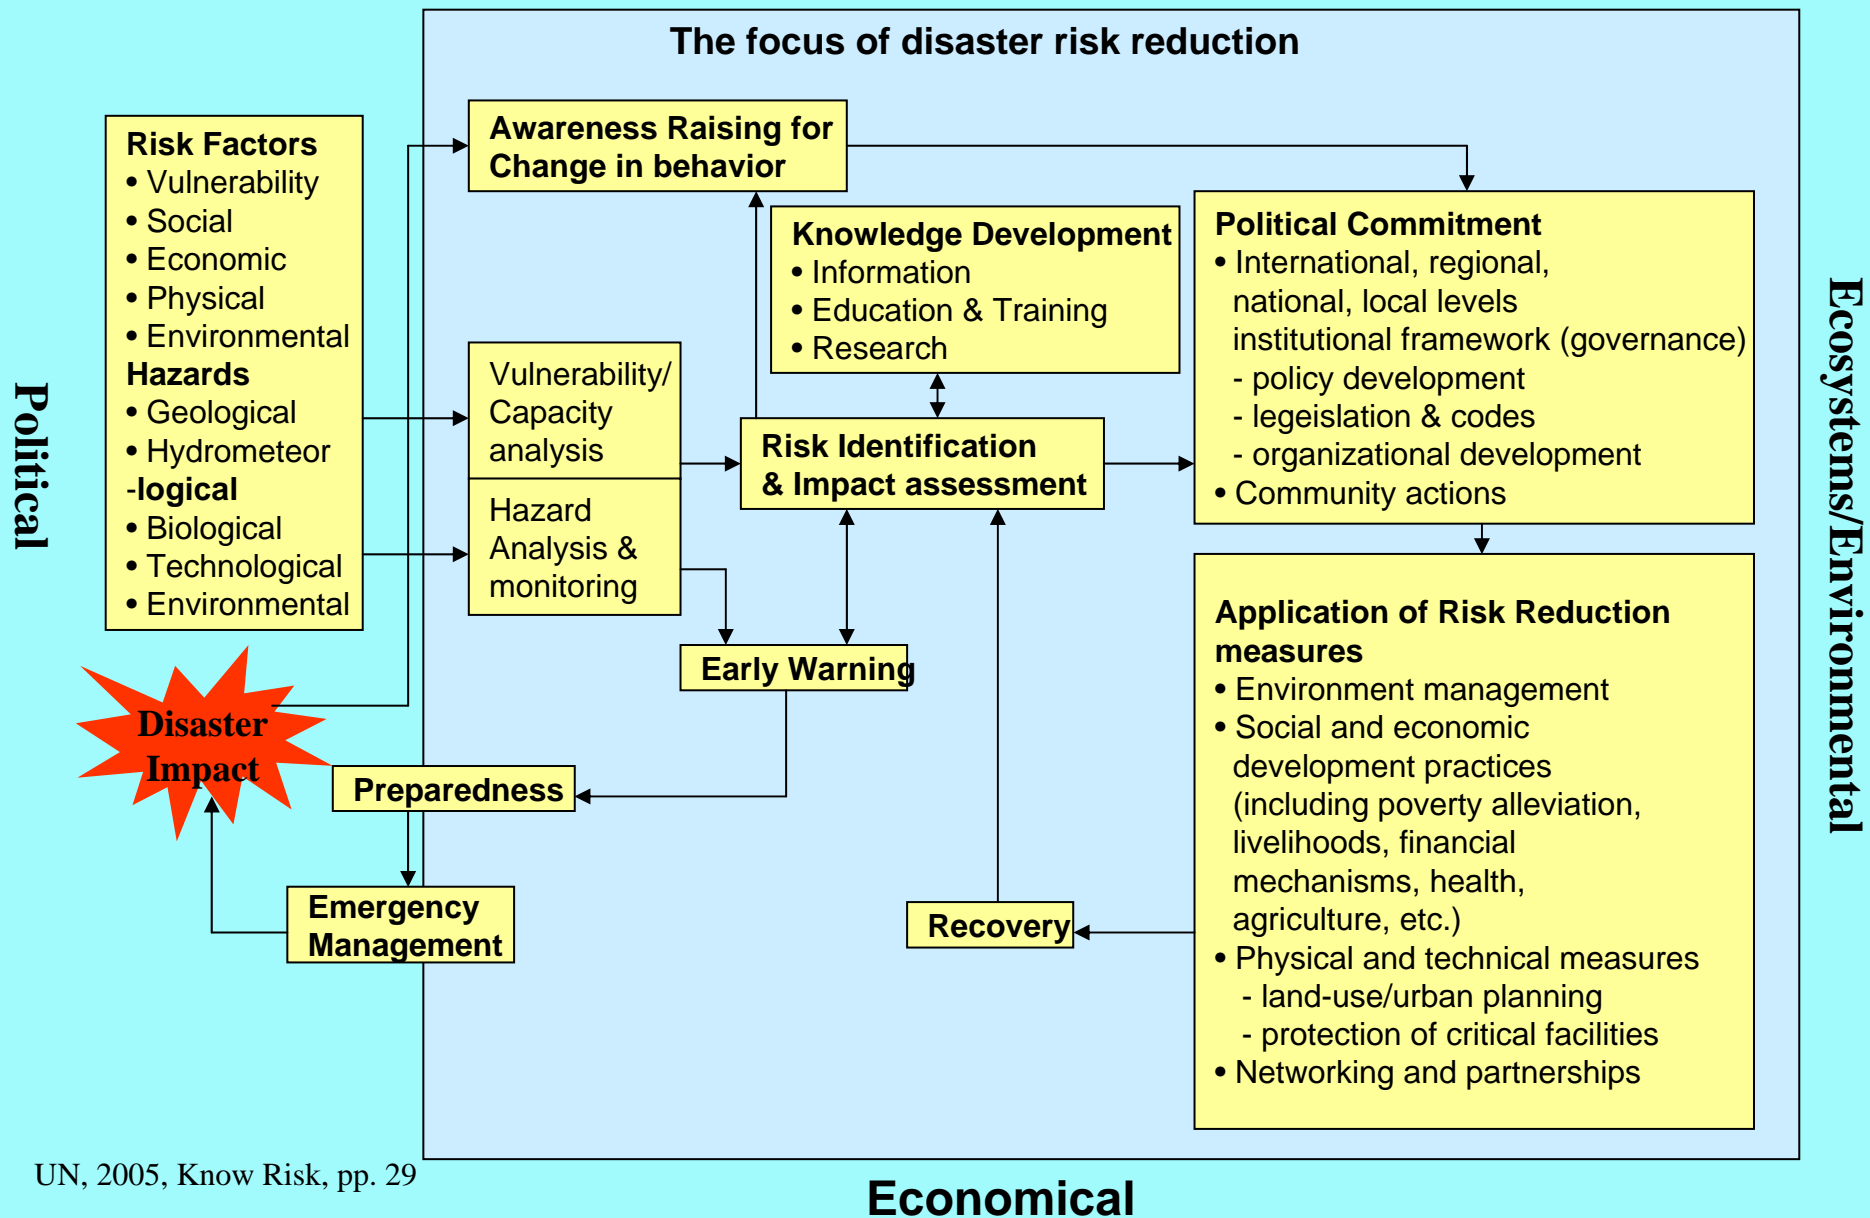 The focus of disaster risk reduction
Risk Factors
• Vulnerability
• Social
• Economic
• Physical
• Environmental
Hazards
• Geological
• Hydrometeor
-logical
• Biological
• Technological
• Environmental
Awareness Raising for
Change in behavior
Knowledge Development
• Information
• Education & Training
• Research
Political Commitment
• International, regional,
national, local levels
institutional framework (governance)
- policy development
- legeislation & codes
- organizational development
• Community actions
Vulnerability/
Capacity
analysis
Hazard
Analysis &
monitoring
Risk Identification
& Impact assessment
Early Warning
Application of Risk Reduction
measures
• Environment management
• Social and economic
development practices
(including poverty alleviation,
livelihoods, financial
mechanisms, health,
agriculture, etc.)
• Physical and technical measures
- land-use/urban planning
- protection of critical facilities
• Networking and partnerships
Disaster
Impact
Preparedness
Emergency
Management
Recovery
Political
Ecosystems/Environmental
UN, 2005, Know Risk, pp. 29
Economical